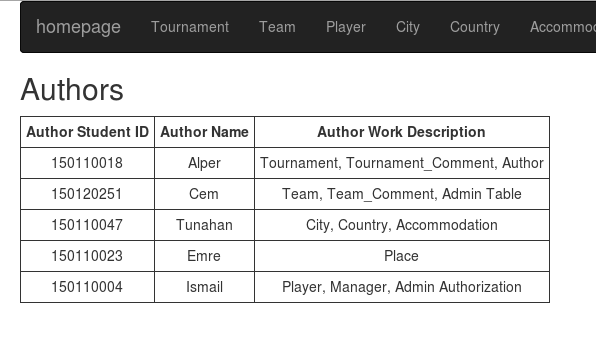 homepage Tournament Team Player City Country
Authors
Author Student ID Author Name Author Work Description
150110018 Alper Tournament, Tournament_Comment, Author
150120251 Cem Team, Team_Comment, Admin Table
150110047 Tunahan City, Country, Accommodation
150110023 Emre Place
150110004 Ismail Player, Manager, Admin Authorization